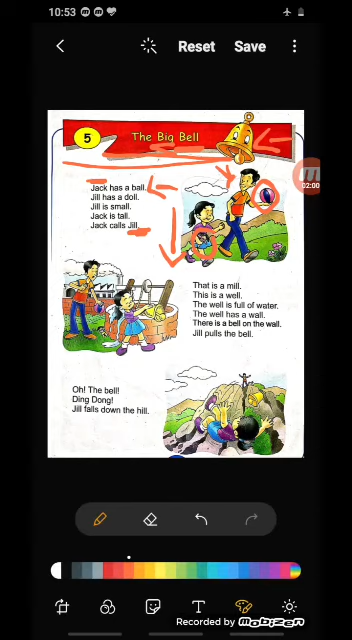 10:53
Reset Save
02:00
5 The Big Bell
Jack has a ball.
Jill has a doll.
Jill is small.
Jack is tall.
Jack calls Jill.
That is a mill.
This is a well.
The well is full of water.
The well has a wall.
There is a bell on the wall.
Jill pulls the bell.
Oh! The bell!
Ding Dong!
Jill falls down the hill.
T
Recorded by mobizen